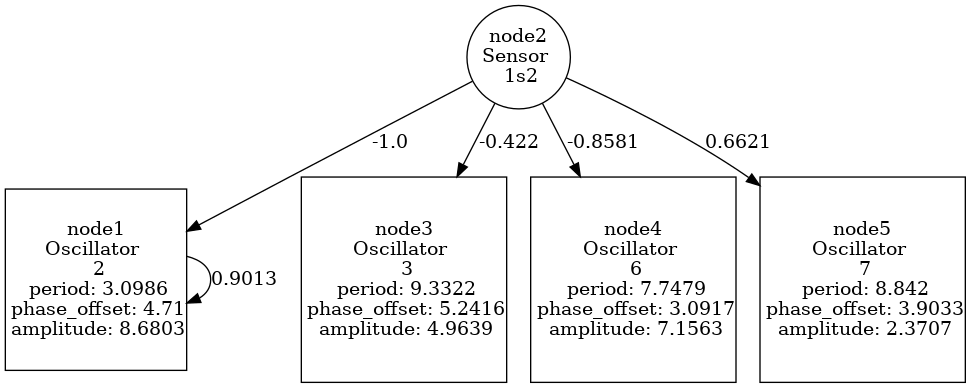 node2
Sensor
1s2
-1.0
-0.422
-0.8581
0.6621
node1
Oscillator
2
period: 3.0986
phase_offset: 4.71
amplitude: 8.6803
0.9013
node3
Oscillator
3
period: 9.3322
phase_offset: 5.2416
amplitude: 4.9639
node4
Oscillator
6
period: 7.7479
phase_offset: 3.0917
amplitude: 7.1563
node5
Oscillator
7
period: 8.842
phase_offset: 3.9033
amplitude: 2.3707